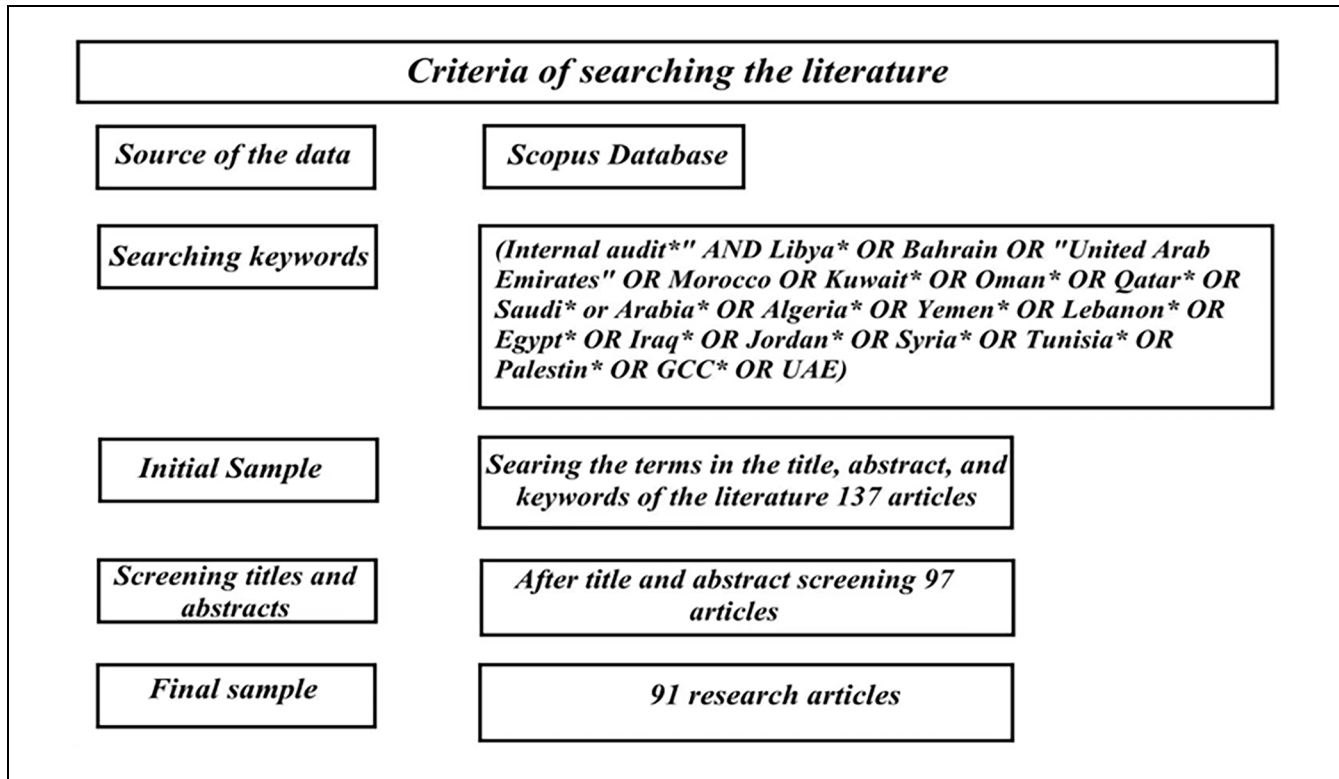 Criteria of searching the literature
Source of the data
Scopus Database
Searching keywords
(Internal audit*" AND Libya* OR Bahrain OR "United Arab
Emirates" OR Morocco OR Kuwait* OR Oman* OR Qatar* OR
Saudi* or Arabia* OR Algeria* OR Yemen* OR Lebanon* OR
Egypt* OR Iraq* OR Jordan* OR Syria* OR Tunisia* OR
Palestin* OR GCC* OR UAE)
Initial Sample
Searing the terms in the title, abstract, and
keywords of the literature 137 articles
Screening titles and
abstracts
After title and abstract screening 97
articles
Final sample
91 research articles